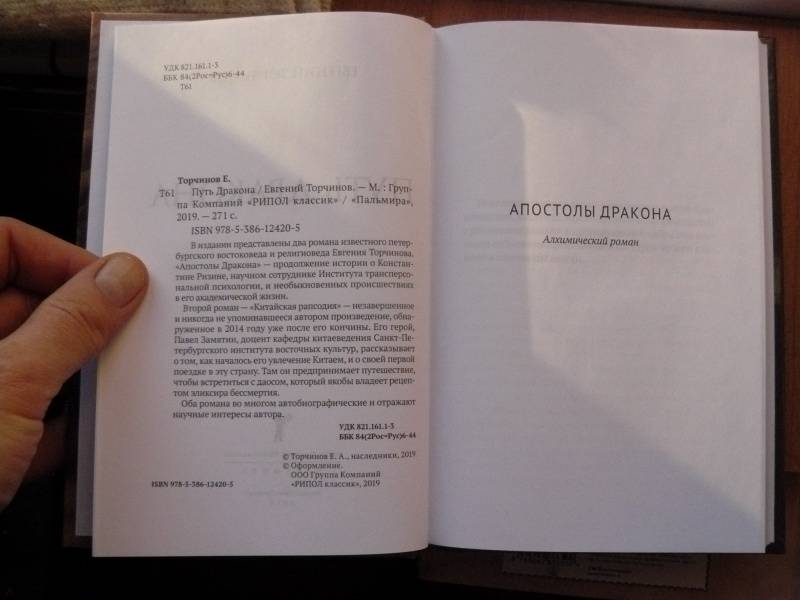 УДК 821.161.1-3
ББК 84(2Рос=Рус)6-44
Т61
Торчинов Е.
Т61 Путь Дракона / Евгений Торчинов. — М. : Груп-
па Компаний «РИПОЛ классик» / «Пальмира»,
2019. — 271 с.
ISBN 978-5-386-12420-5
В издании представлены два романа известного петер-
бургского востоковеда и религиоведа Евгения Торчинова.
«Апостолы Дракона» — продолжение истории о Констан-
тине Ризине, научном сотруднике Института трансперсо-
нальной психологии, и необыкновенных происшествиях
в его академической жизни.
Второй роман — «Китайская рапсодия» — незавершенное
и никогда не упоминавшееся автором произведение, обна-
руженное в 2014 году уже после его кончины. Его герой,
Павел Замятин, доцент кафедры китаеведения Санкт-Пе-
тербургского института восточных культур, рассказывает
о том, как началось его увлечение Китаем, и о своей первой
поездке в эту страну. Там он предпринимает путешествие,
чтобы встретиться с даосом, который якобы владеет рецеп-
том эликсира бессмертия.
Оба романа во многом автобиографические и отражают
научные интересы автора.
УДК 821.161.1-3
ББК 84(2Рос=Рус)6-44
© Торчинов Е. А., наследники, 2019
© Оформление.
ООО Группа Компаний
«РИПОЛ классик», 2019
ISBN 978-5-386-12420-5
АПОСТОЛЫ ДРАКОНА
Алхимический роман